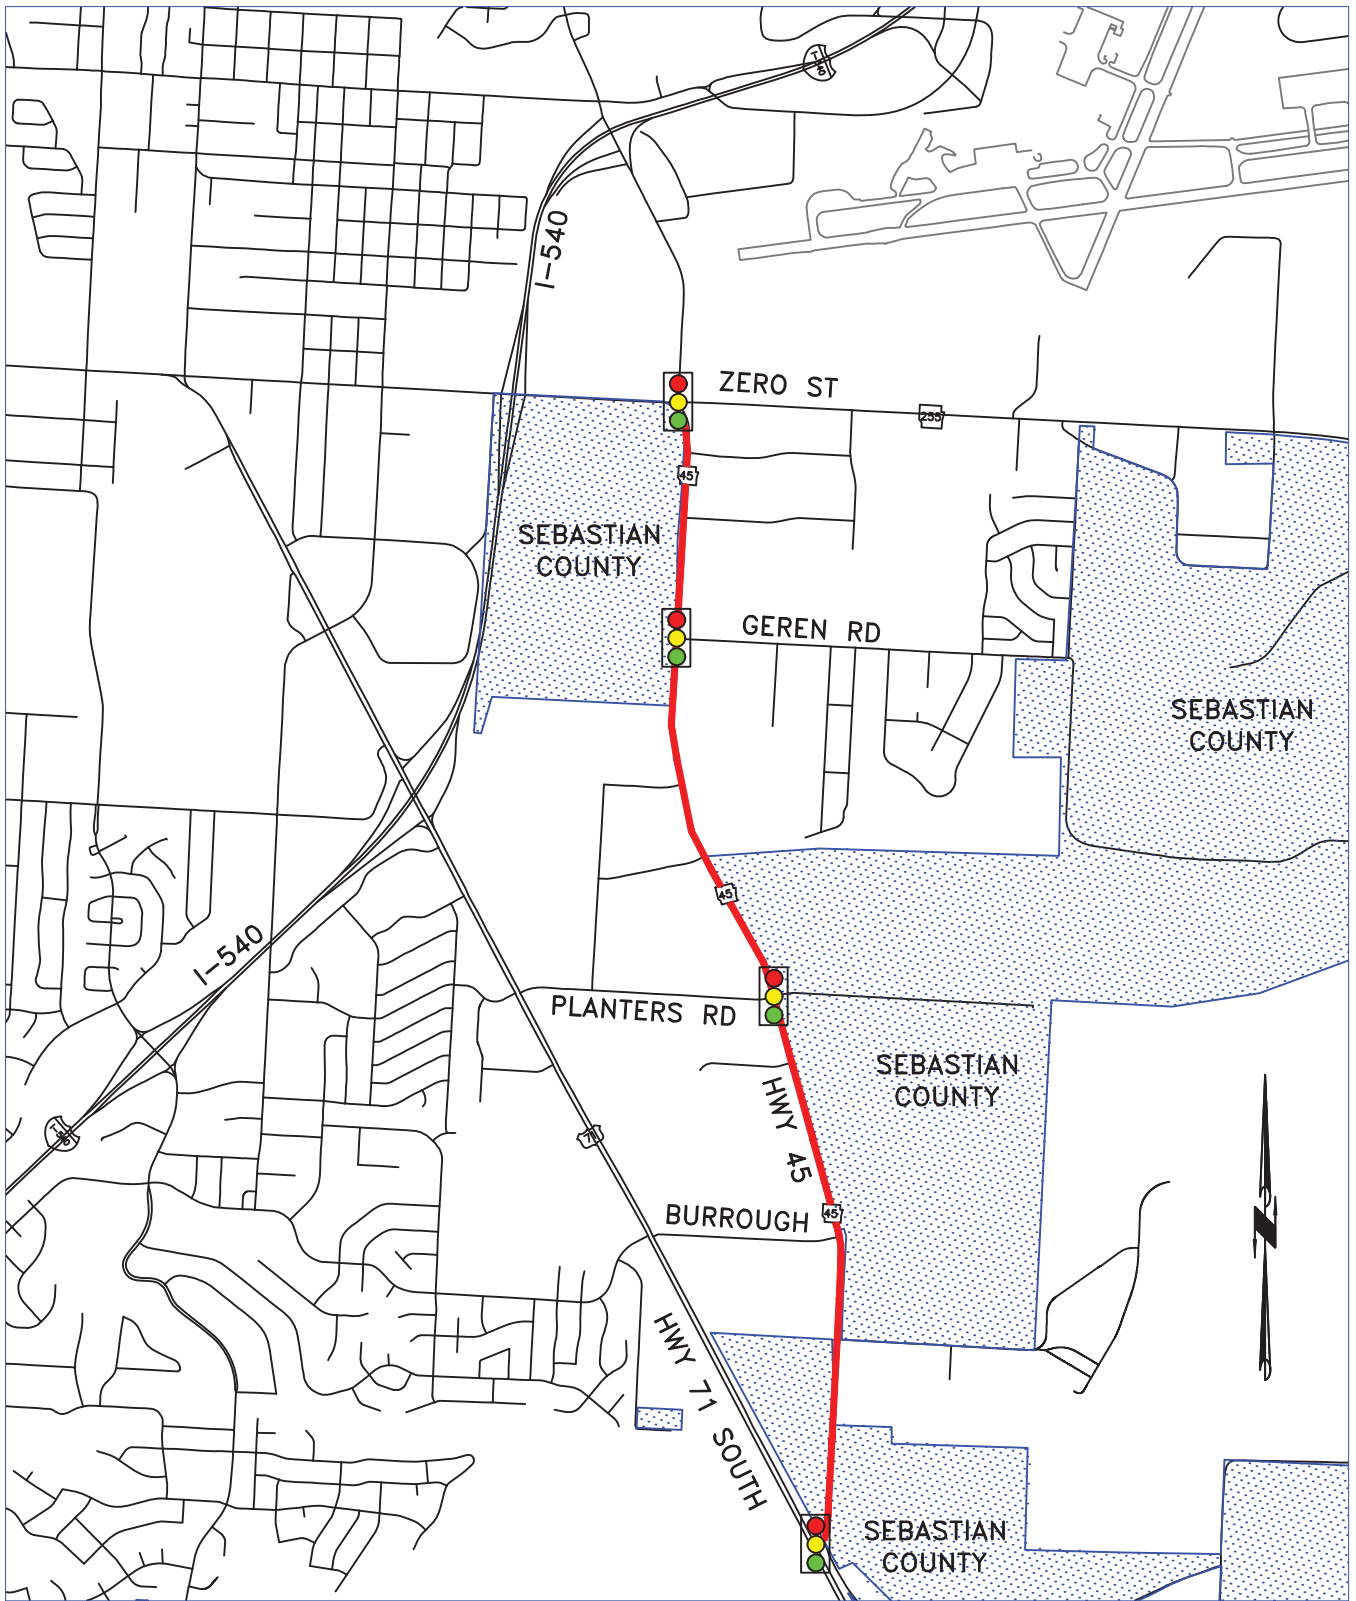 I-540
ZERO ST
255
45
SEBASTIAN
COUNTY
GEREN RD
SEBASTIAN
COUNTY
45
I-540
PLANTERS RD
SEBASTIAN
COUNTY
HWY 45
71
45
BURROUGH
HWY 71 SOUTH
SEBASTIAN
COUNTY